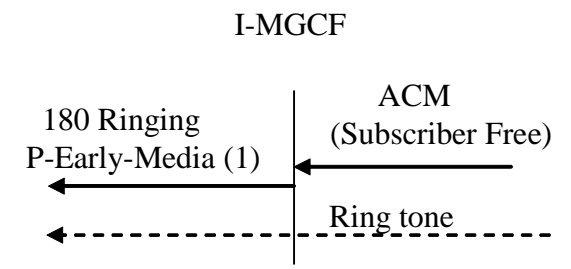 I-MGCF
ACM
(Subscriber Free)
180 Ringing
P-Early-Media (1)
Ring tone